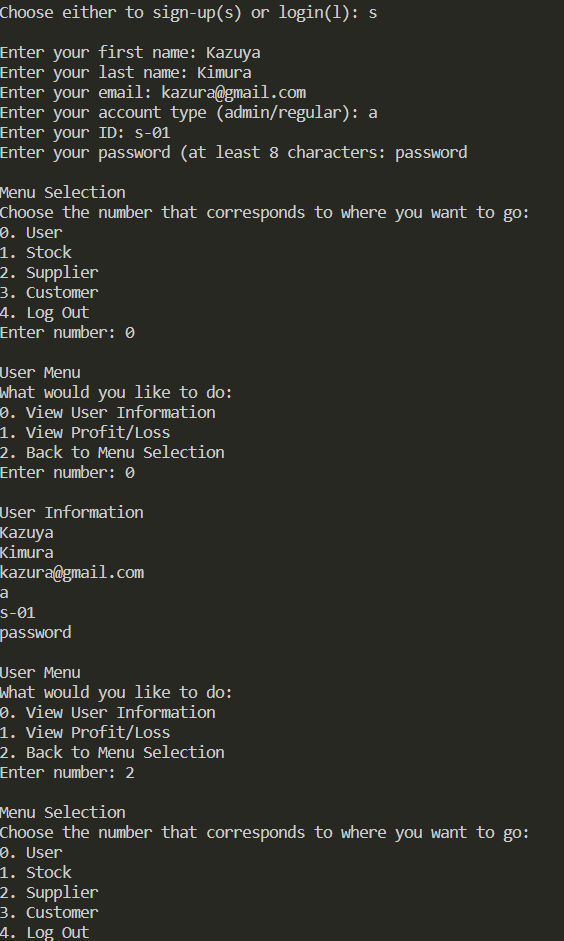 Choose either to sign-up(s) or login(l): s
Enter your first name: Kazuya
Enter your last name: Kimura
Enter your email: kazura@gmail.com
Enter your account type (admin/regular): a
Enter your ID: s-01
Enter your password (at least 8 characters: password
Menu Selection
Choose the number that corresponds to where you want to go:
0. User
1. Stock
2. Supplier
3. Customer
4. Log Out
Enter number: 0
User Menu
What would you like to do:
0. View User Information
1. View Profit/Loss
2. Back to Menu Selection
Enter number: 0
User Information
Kazuya
Kimura
kazura@gmail.com
a
s-01
password
User Menu
What would you like to do:
0. View User Information
1. View Profit/Loss
2. Back to Menu Selection
Enter number: 2
Menu Selection
Choose the number that corresponds to where you want to go:
0. User
1. Stock
2. Supplier
3. Customer
4. Log Out